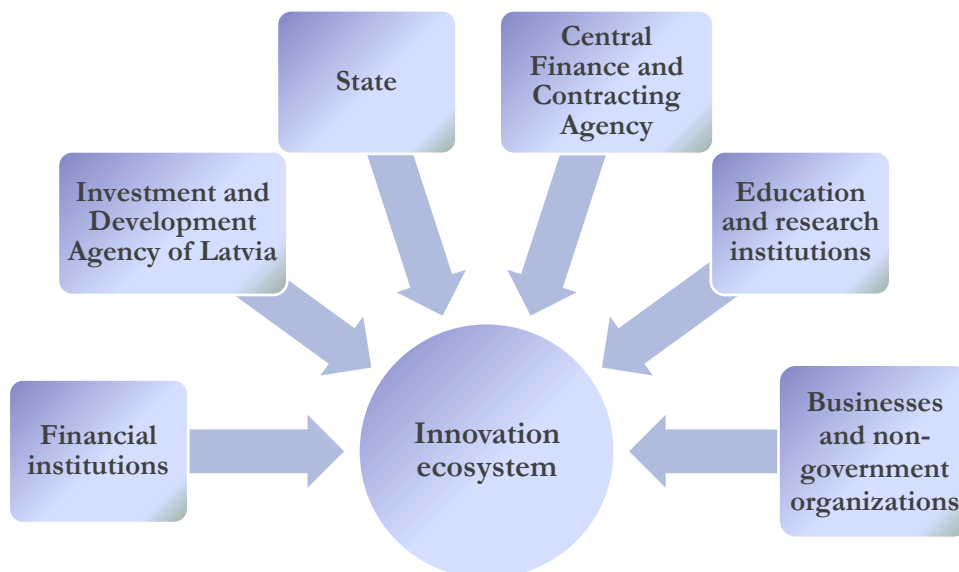 State
Central
Finance and
Contracting
Agency
Investment and
Development
Agency of Latvia
Education
and research
institutions
Financial
institutions
Innovation
ecosystem
Businesses
and non-
government
organizations